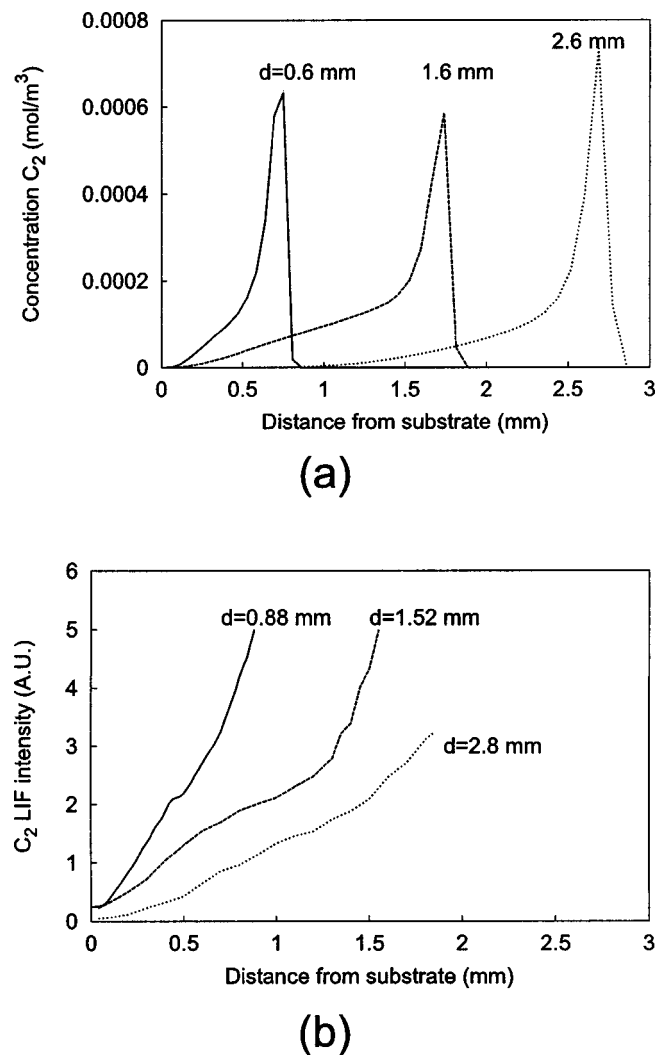 0.0008
0.0006
0.0004
0.0002
0
Concentration C2 (mol/m3)
d=0.6 mm
1.6 mm
2.6 mm
0 0.5 1 1.5 2 2.5 3
Distance from substrate (mm)
(a)
6
5
4
3
2
1
0
C2 LIF intensity (A.U.)
d=0.88 mm
d=1.52 mm
d=2.8 mm
0 0.5 1 1.5 2 2.5 3
Distance from substrate (mm)
(b)